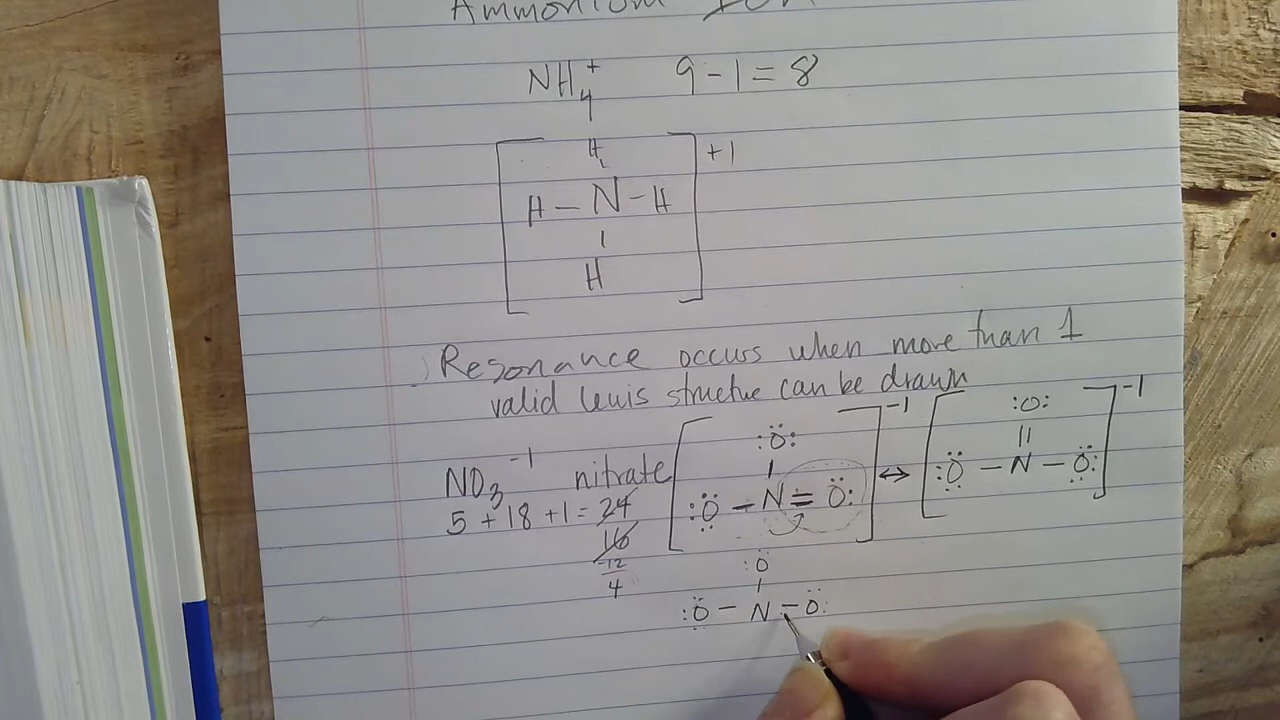 Ammonium Ion
NH₄⁺ 9 - 1 = 8
H +1
H - N - H
H
Resonance occurs when more than 1
valid lewis structue can be drawn
NO₃⁻¹ nitrate
5 + 18 + 1 = 24
16
-12
4
:Ö: -1
:Ö - N = Ö:
↔
:O: -1
:Ö - N - Ö:
:Ö
:Ö - N - Ö: